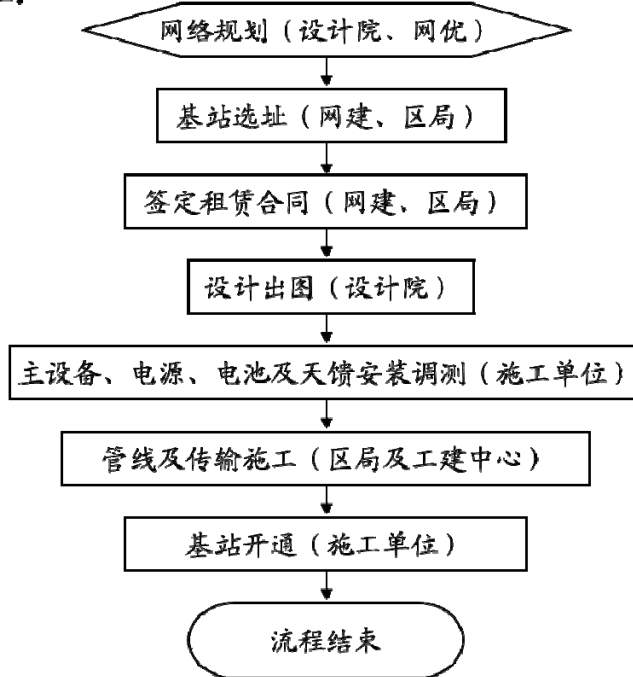 网络规划（设计院、网优）
基站选址（网建、区局）
签定租赁合同（网建、区局）
设计出图（设计院）
主设备、电源、电池及天馈安装调测（施工单位）
管线及传输施工（区局及工建中心）
基站开通（施工单位）
流程结束